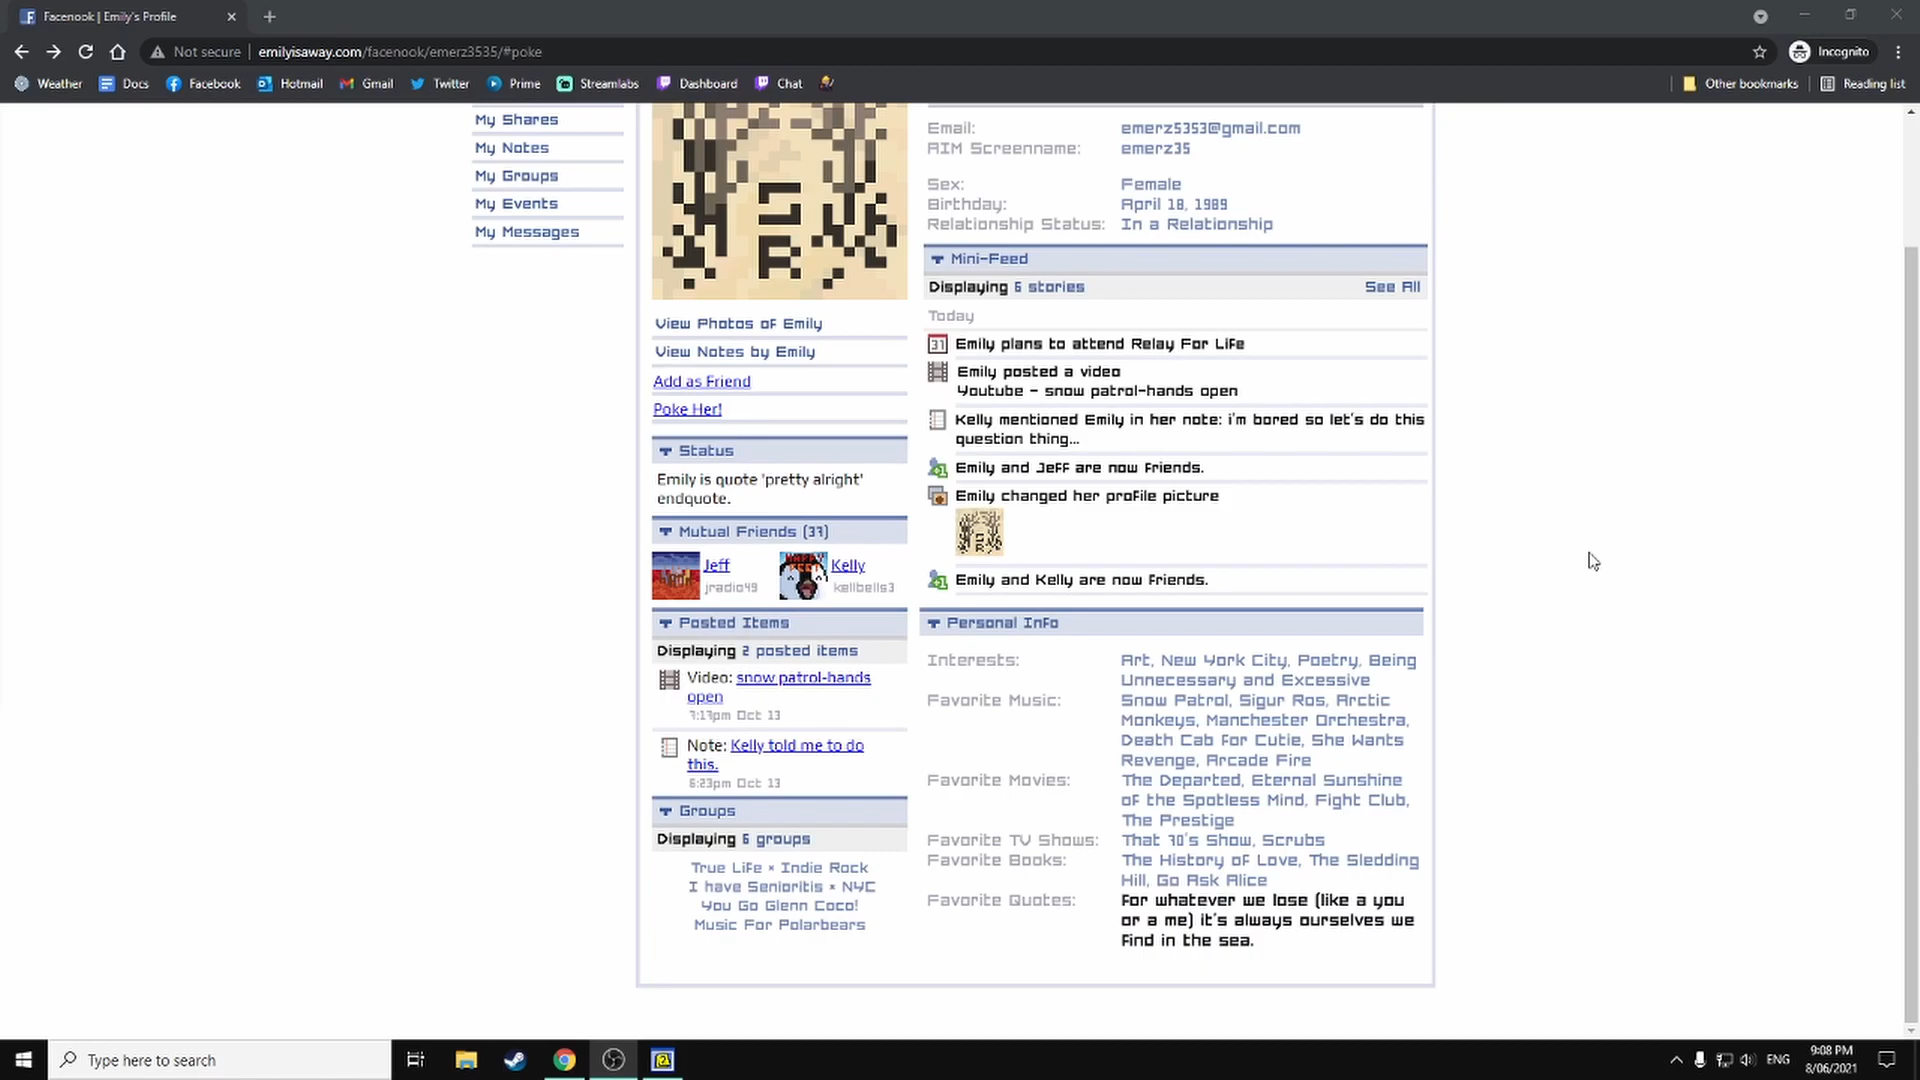 Facenook | Emily's Profile
Not secure
emilyisaway.com/facenook/emerz3535/#poke
Incognito
Weather
Docs
Facebook
Hotmail
Gmail
Twitter
Prime
Streamlabs
Dashboard
Chat
Other bookmarks
Reading list
My Shares
My Notes
My Groups
My Events
My Messages
View Photos of Emily
View Notes by Emily
Add as Friend
Poke Her!
Status
Emily is quote 'pretty alright'
endquote.
Mutual Friends (37)
Jeff
jradio49
Kelly
kellbells3
Posted Items
Displaying 2 posted items
Video: snow patrol-hands
open
7:17pm Oct 13
Note: Kelly told me to do
this.
6:23pm Oct 13
Groups
Displaying 6 groups
True Life × Indie Rock
I have Senioritis × NYC
You Go Glenn Coco!
Music For Polarbears
Email: emerz5353@gmail.com
AIM Screenname: emerz35
Sex: Female
Birthday: April 18, 1989
Relationship Status: In a Relationship
Mini-Feed
Displaying 6 stories See All
Today
31
Emily plans to attend Relay For Life
Emily posted a video
Youtube - snow patrol-hands open
Kelly mentioned Emily in her note: i'm bored so let's do this
question thing...
Emily and Jeff are now friends.
Emily changed her profile picture
Emily and Kelly are now friends.
Personal Info
Interests: Art, New York City, Poetry, Being
Unnecessary and Excessive
Favorite Music: Snow Patrol, Sigur Ros, Arctic
Monkeys, Manchester Orchestra,
Death Cab For Cutie, She Wants
Revenge, Arcade Fire
Favorite Movies: The Departed, Eternal Sunshine
of the Spotless Mind, Fight Club,
The Prestige
Favorite TV Shows: That 70's Show, Scrubs
Favorite Books: The History of Love, The Sledding
Hill, Go Ask Alice
Favorite Quotes: For whatever we lose (like a you
or a me) it's always ourselves we
find in the sea.
Type here to search
ENG
9:08 PM
8/06/2021